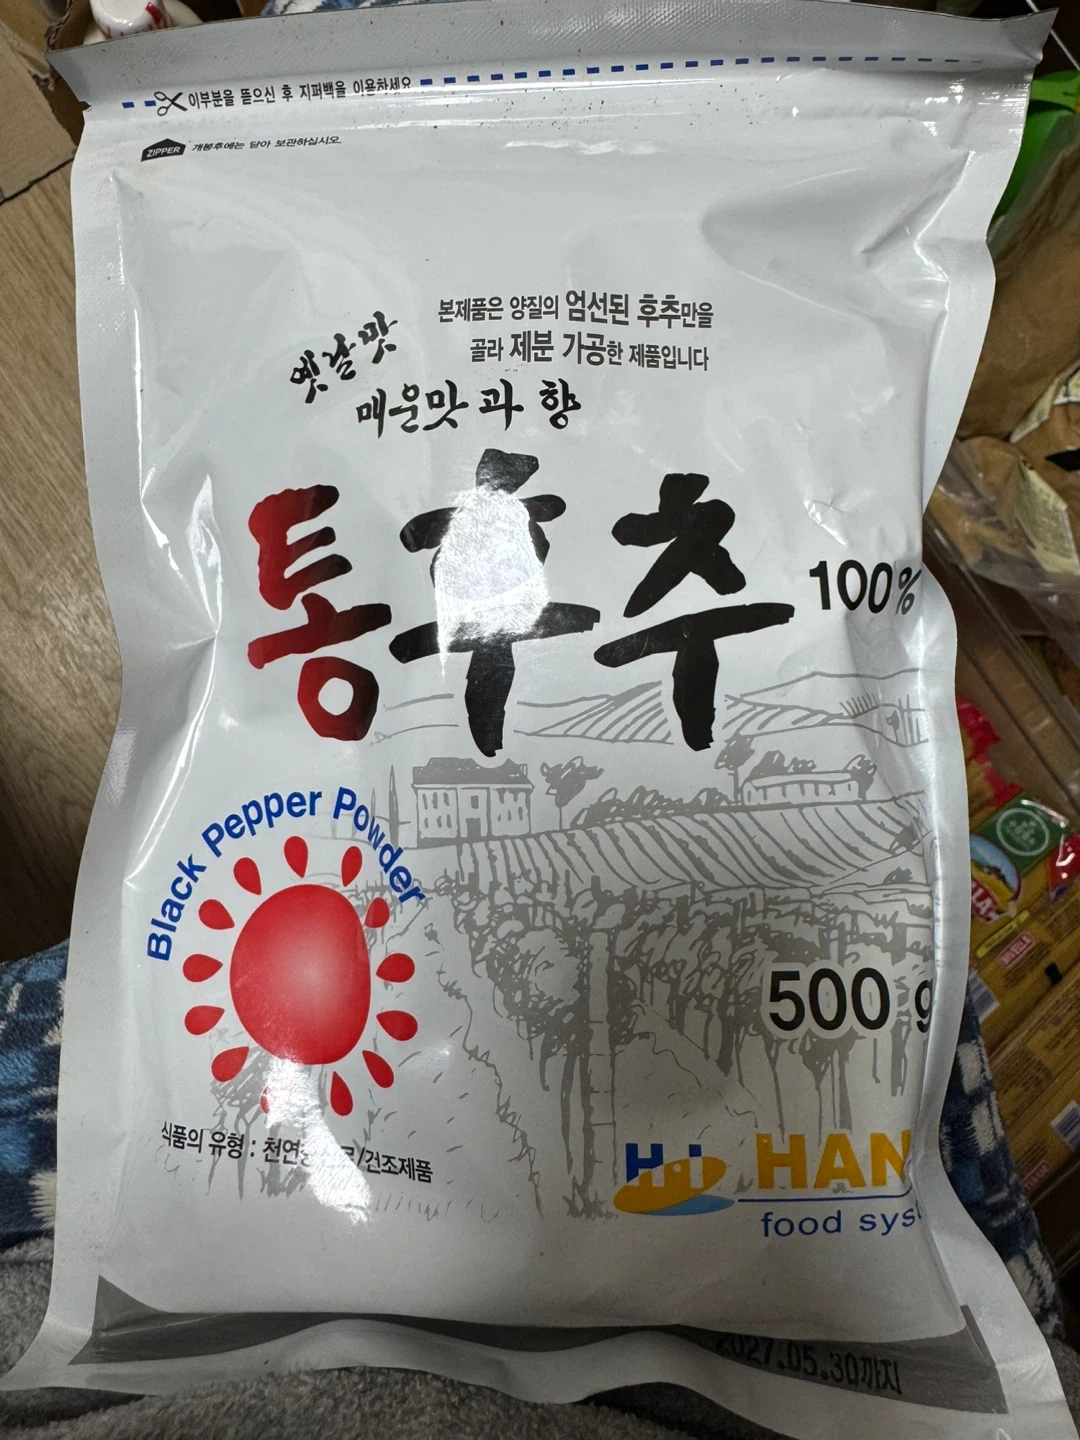 이부분을 뜯으신 후 지퍼백을 이용하세요
ZIPPER 개봉후에는 닫아 보관하십시오.
본제품은 양질의 엄선된 후추만을
골라 제분 가공한 제품입니다
옛날맛
매운맛과 향
통후추
100%
Black Pepper Powder
500 g
식품의 유형 : 천연 /건조제품
HAN
food syst
2027.05.30까지